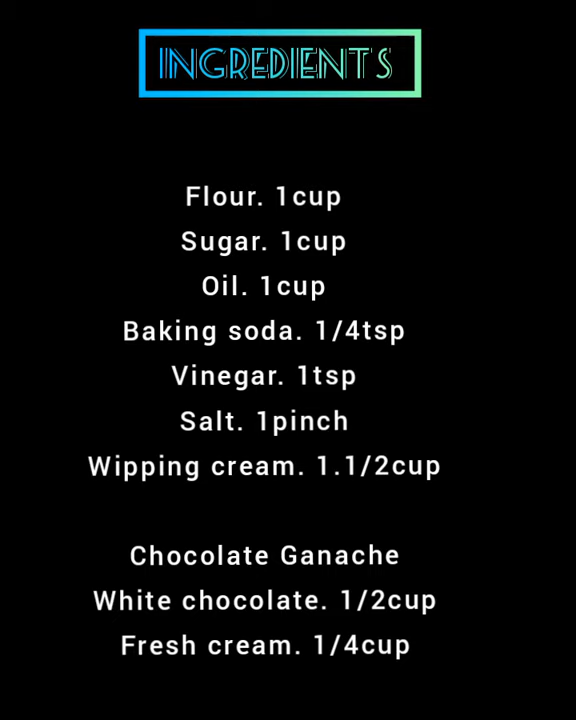 INGREDIENTS
Flour. 1cup
Sugar. 1cup
Oil. 1cup
Baking soda. 1/4tsp
Vinegar. 1tsp
Salt. 1pinch
Wipping cream. 1.1/2cup
Chocolate Ganache
White chocolate. 1/2cup
Fresh cream. 1/4cup